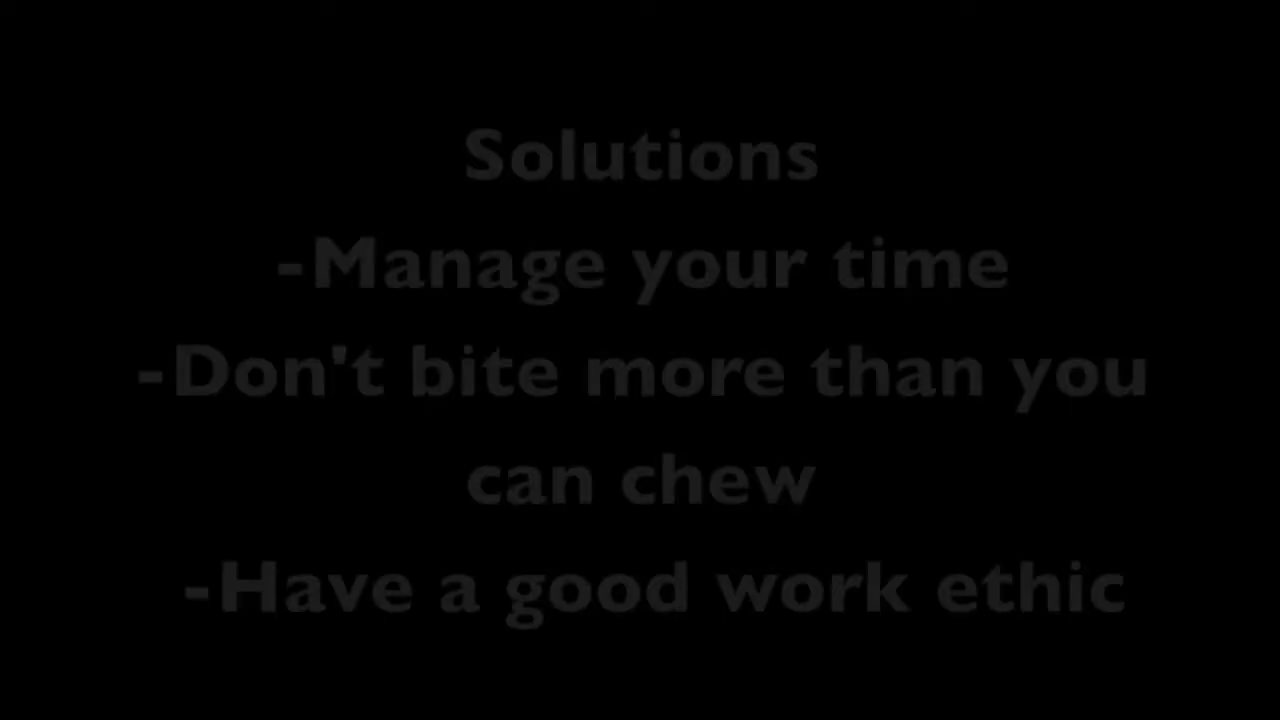 Solutions
-Manage your time
-Don't bite more than you
can chew
-Have a good work ethic